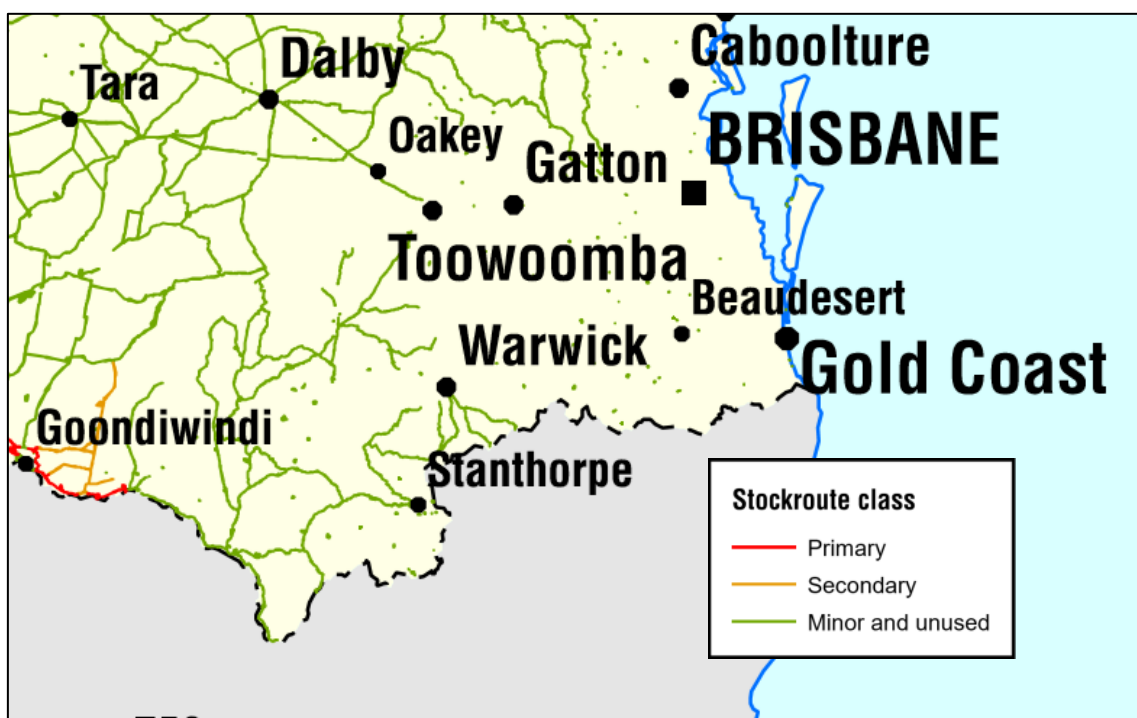 Caboolture
Dalby
Tara
BRISBANE
Oakey
Gatton
Toowoomba
Beaudesert
Warwick
Gold Coast
Goondiwindi
Stanthorpe
Stockroute class
Primary
Secondary
Minor and unused